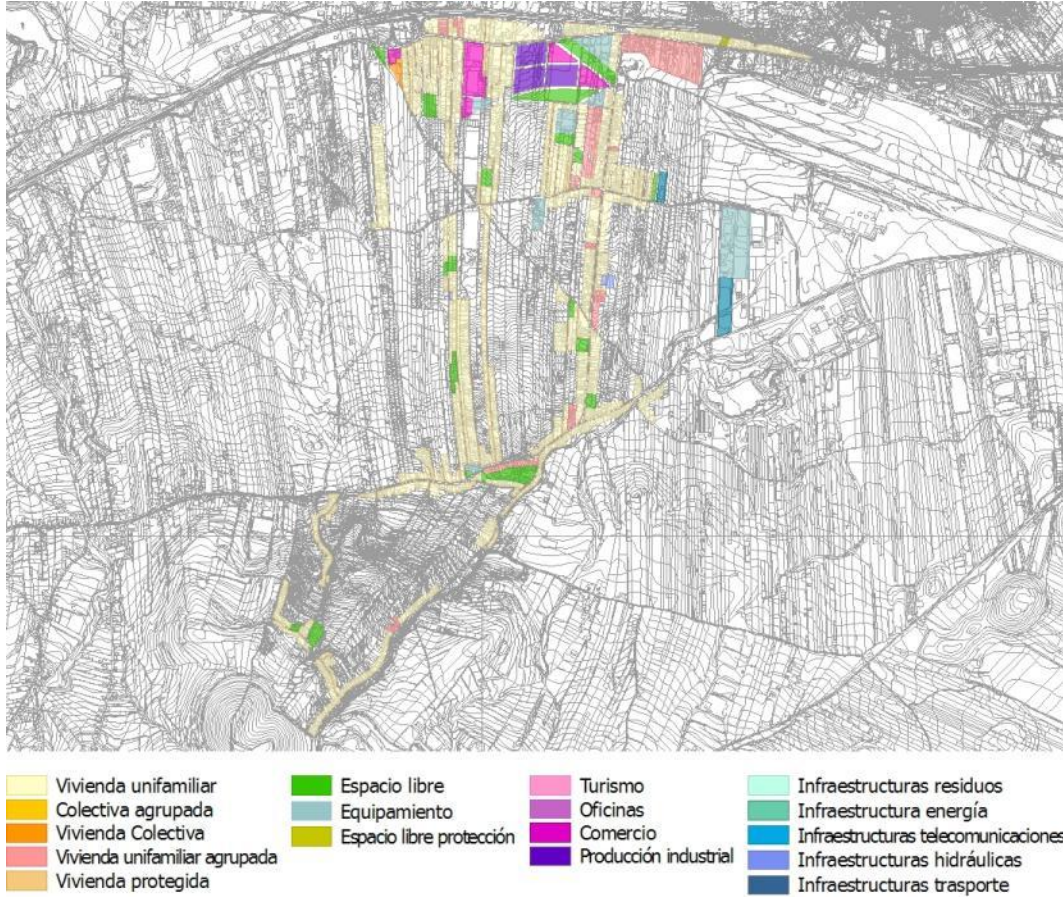 Vivienda unifamiliar
Colectiva agrupada
Vivienda Colectiva
Vivienda unifamiliar agrupada
Vivienda protegida
Espacio libre
Equipamiento
Espacio libre protección
Turismo
Oficinas
Comercio
Producción industrial
Infraestructuras residuos
Infraestructura energía
Infraestructuras telecomunicaciones
Infraestructuras hidráulicas
Infraestructuras trasporte